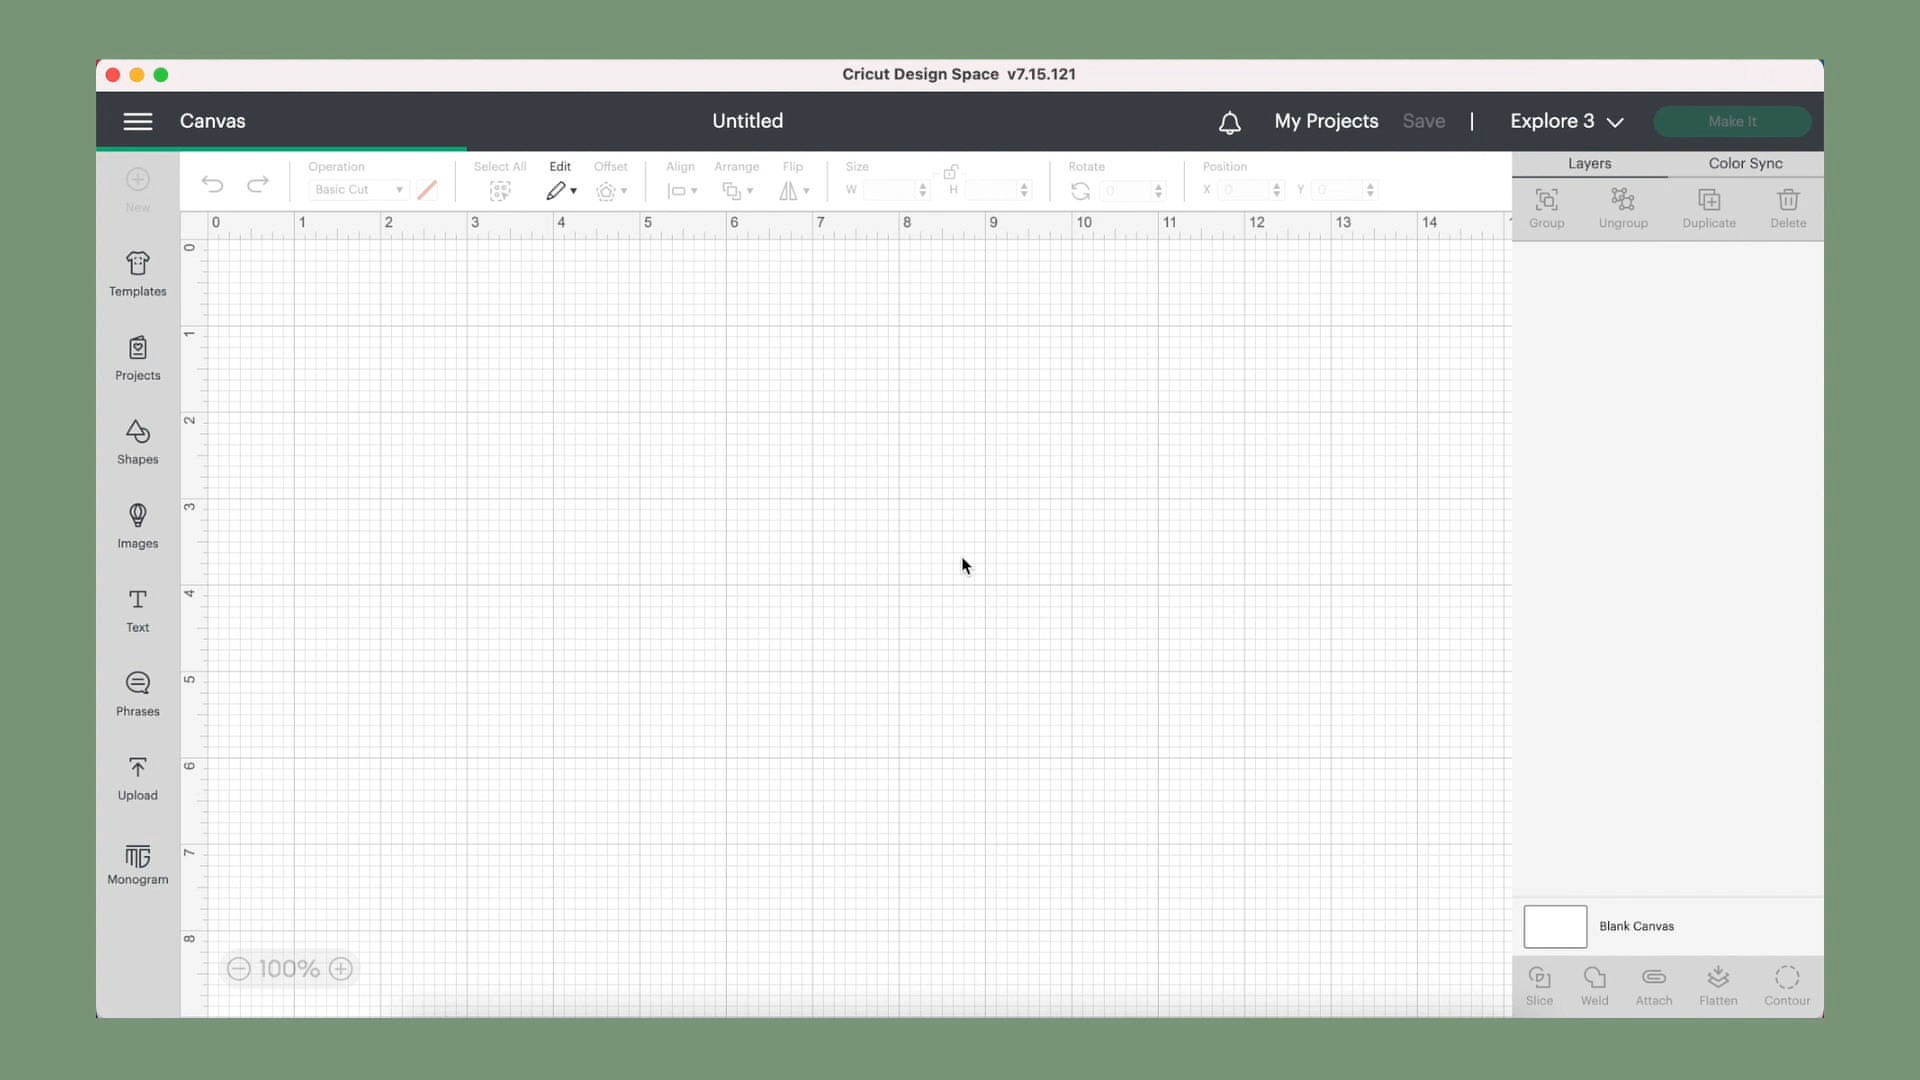 Cricut Design Space v7.15.121
Canvas
Untitled
My Projects
Save
|
Explore 3
Make It
New
Operation
Basic Cut
Select All
Edit
Offset
Align
Arrange
Flip
Size
W
H
Rotate
0
Position
X 0
Y 0
Layers
Color Sync
Group
Ungroup
Duplicate
Delete
0 1 2 3 4 5 6 7 8 9 10 11 12 13 14
0
1
2
3
4
5
6
7
8
Templates
Projects
Shapes
Images
Text
Phrases
Upload
MG
Monogram
100%
Blank Canvas
Slice
Weld
Attach
Flatten
Contour